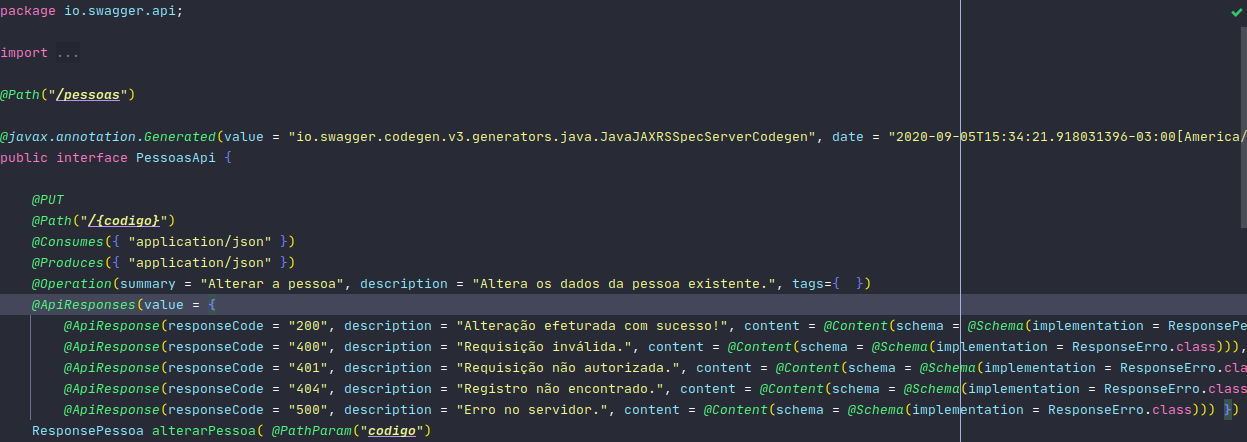 package io.swagger.api;
import ...
@Path("/pessoas")
@javax.annotation.Generated(value = "io.swagger.codegen.v3.generators.java.JavaJAXRSSpecServerCodegen", date = "2020-09-05T15:34:21.918031396-03:00[America/
public interface PessoasApi {
@PUT
@Path("/{codigo}")
@Consumes({ "application/json" })
@Produces({ "application/json" })
@Operation(summary = "Alterar a pessoa", description = "Altera os dados da pessoa existente.", tags={  })
@ApiResponses(value = {
@ApiResponse(responseCode = "200", description = "Alteração efeturada com sucesso!", content = @Content(schema = @Schema(implementation = ResponsePe
@ApiResponse(responseCode = "400", description = "Requisição inválida.", content = @Content(schema = @Schema(implementation = ResponseErro.class))),
@ApiResponse(responseCode = "401", description = "Requisição não autorizada.", content = @Content(schema = @Schema(implementation = ResponseErro.cla
@ApiResponse(responseCode = "404", description = "Registro não encontrado.", content = @Content(schema = @Schema(implementation = ResponseErro.class
@ApiResponse(responseCode = "500", description = "Erro no servidor.", content = @Content(schema = @Schema(implementation = ResponseErro.class))) })
ResponsePessoa alterarPessoa( @PathParam("codigo")